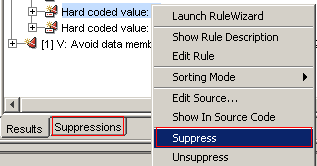 Hard coded value:
Launch RuleWizard
Hard coded value:
Show Rule Description
[1] V: Avoid data memb
Edit Rule
Sorting Mode
Edit Source...
Show In Source Code
Results
Suppressions
Suppress
Unsuppress